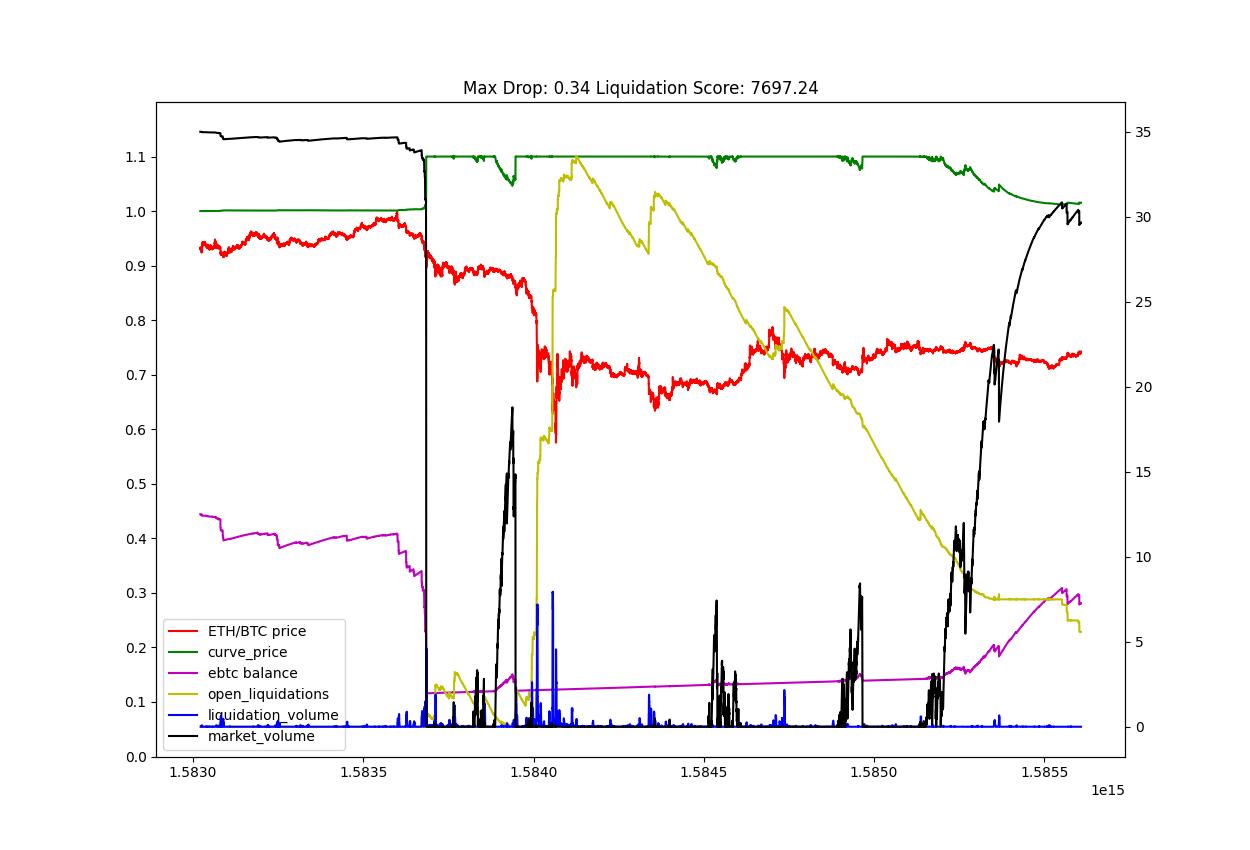 Max Drop: 0.34 Liquidation Score: 7697.24
1.1
1.0
0.9
0.8
0.7
0.6
0.5
0.4
0.3
0.2
0.1
0.0
35
30
25
20
15
10
5
0
ETH/BTC price
curve_price
ebtc balance
open_liquidations
liquidation_volume
market_volume
1.5830 1.5835 1.5840 1.5845 1.5850 1.5855
1e15